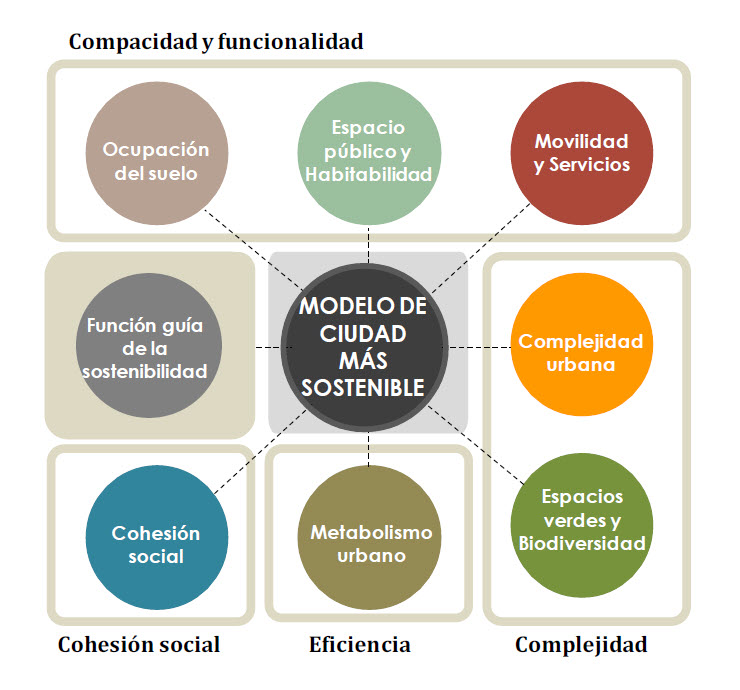 Compacidad y funcionalidad
Ocupación
del suelo
Espacio
público y
Habitabilidad
Movilidad
y Servicios
Función guía
de la
sostenibilidad
MODELO DE
CIUDAD
MÁS
SOSTENIBLE
Complejidad
urbana
Cohesión
social
Metabolismo
urbano
Espacios
verdes y
Biodiversidad
Cohesión social
Eficiencia
Complejidad